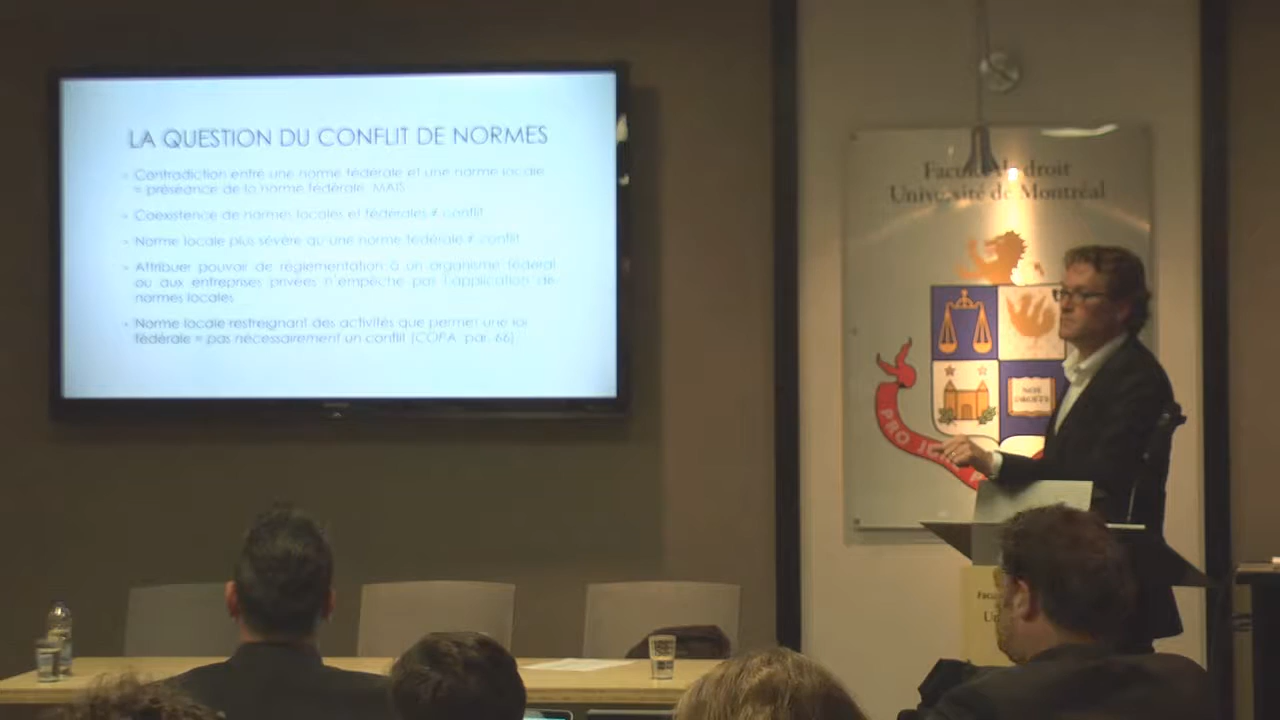 LA QUESTION DU CONFLIT DE NORMES
Contradiction entre une norme fédérale et une norme locale
= préséance de la norme fédérale, MAIS
Coexistence de normes locales et fédérales ≠ conflit
Norme locale plus sévère qu'une norme fédérale ≠ conflit
Attribuer pouvoir de réglementation à un organisme fédéral
ou aux entreprises privées n'empêche pas l'application de
normes locales
Norme locale restreignant des activités que permet une loi
fédérale = pas nécessairement un conflit (COPA, par. 66)
Faculté de droit
Université de Montréal
NOS
DROITS
PRO